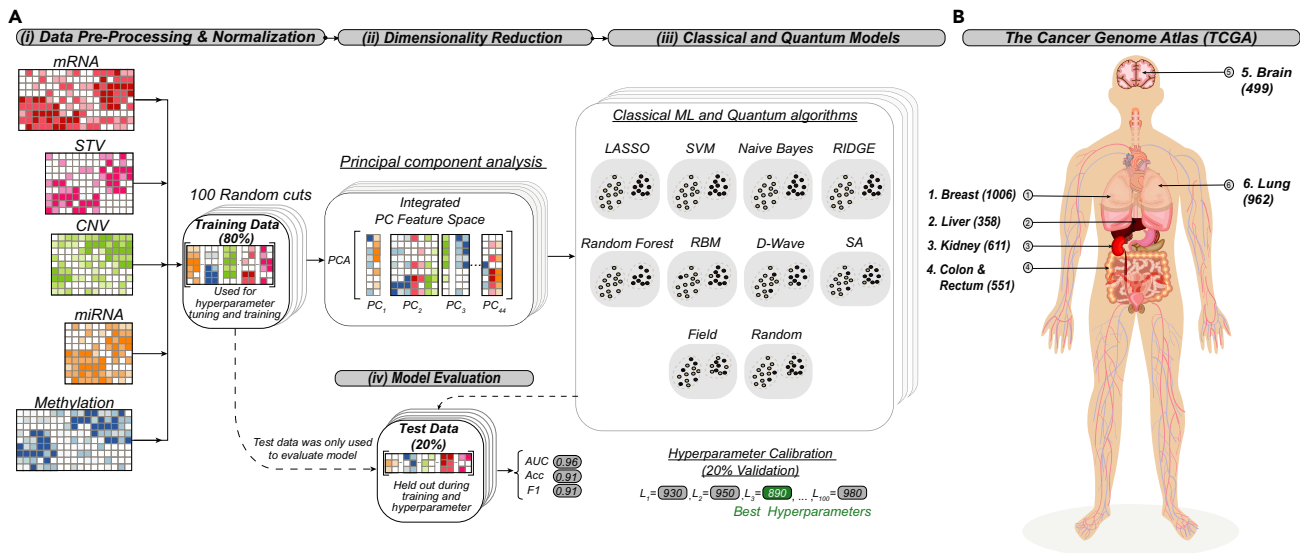 A
(i) Data Pre-Processing & Normalization
(ii) Dimensionality Reduction
(iii) Classical and Quantum Models
mRNA
STV
CNV
miRNA
Methylation
100 Random cuts
Training Data
(80%)
Used for
hyperparameter
tuning and training
Principal component analysis
Integrated
PC Feature Space
PCA
PC1 PC2 PC3 PC44
Classical ML and Quantum algorithms
LASSO SVM Naive Bayes RIDGE
Random Forest RBM D-Wave SA
Field Random
(iv) Model Evaluation
Test data was only used
to evaluate model
Test Data
(20%)
Held out during
training and
hyperparameter
AUC 0.96
Acc 0.91
F1 0.91
Hyperparameter Calibration
(20% Validation)
L1= 930 ,L2= 950 ,L3= 890 , ... ,L100= 980
Best Hyperparameters
B
The Cancer Genome Atlas (TCGA)
5
5. Brain
(499)
1. Breast (1006) 1
2. Liver (358) 2
3. Kidney (611) 3
4. Colon & 4
Rectum (551)
6
6. Lung
(962)